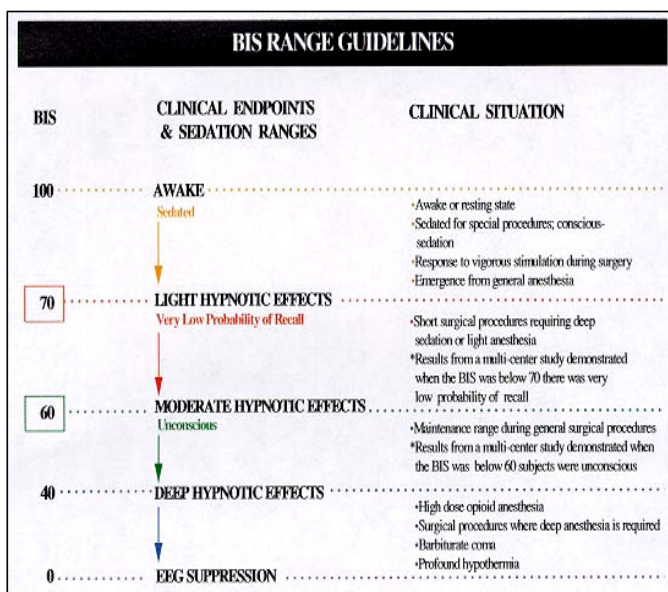 BIS RANGE GUIDELINES
BIS
CLINICAL ENDPOINTS
& SEDATION RANGES
CLINICAL SITUATION
100
AWAKE
Sedated
•Awake or resting state
•Sedated for special procedures; conscious-
sedation
•Response to vigorous stimulation during surgery
•Emergence from general anesthesia
70
LIGHT HYPNOTIC EFFECTS
Very Low Probability of Recall
•Short surgical procedures requiring deep
sedation or light anesthesia
*Results from a multi-center study demonstrated
when the BIS was below 70 there was very
low probability of recall
60
MODERATE HYPNOTIC EFFECTS
Unconscious
•Maintenance range during general surgical procedures
*Results from a multi-center study demonstrated when
the BIS was below 60 subjects were unconscious
40
DEEP HYPNOTIC EFFECTS
•High dose opioid anesthesia
•Surgical procedures where deep anesthesia is required
•Barbiturate coma
•Profound hypothermia
0
EEG SUPPRESSION